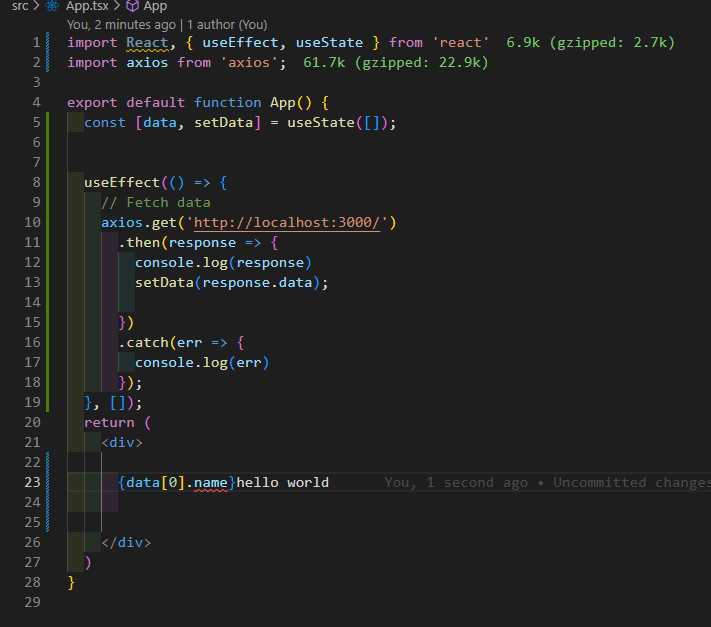 src > App.tsx > App
You, 2 minutes ago | 1 author (You)
1 import React, { useEffect, useState } from 'react' 6.9k (gzipped: 2.7k)
2 import axios from 'axios'; 61.7k (gzipped: 22.9k)
3
4 export default function App() {
5 const [data, setData] = useState([]);
6
7
8 useEffect(() => {
9 // Fetch data
10 axios.get('http://localhost:3000/')
11 .then(response => {
12 console.log(response)
13 setData(response.data);
14
15 })
16 .catch(err => {
17 console.log(err)
18 });
19 }, []);
20 return (
21 <div>
22
23 {data[0].name}hello world You, 1 second ago • Uncommitted changes
24
25
26 </div>
27 )
28 }
29